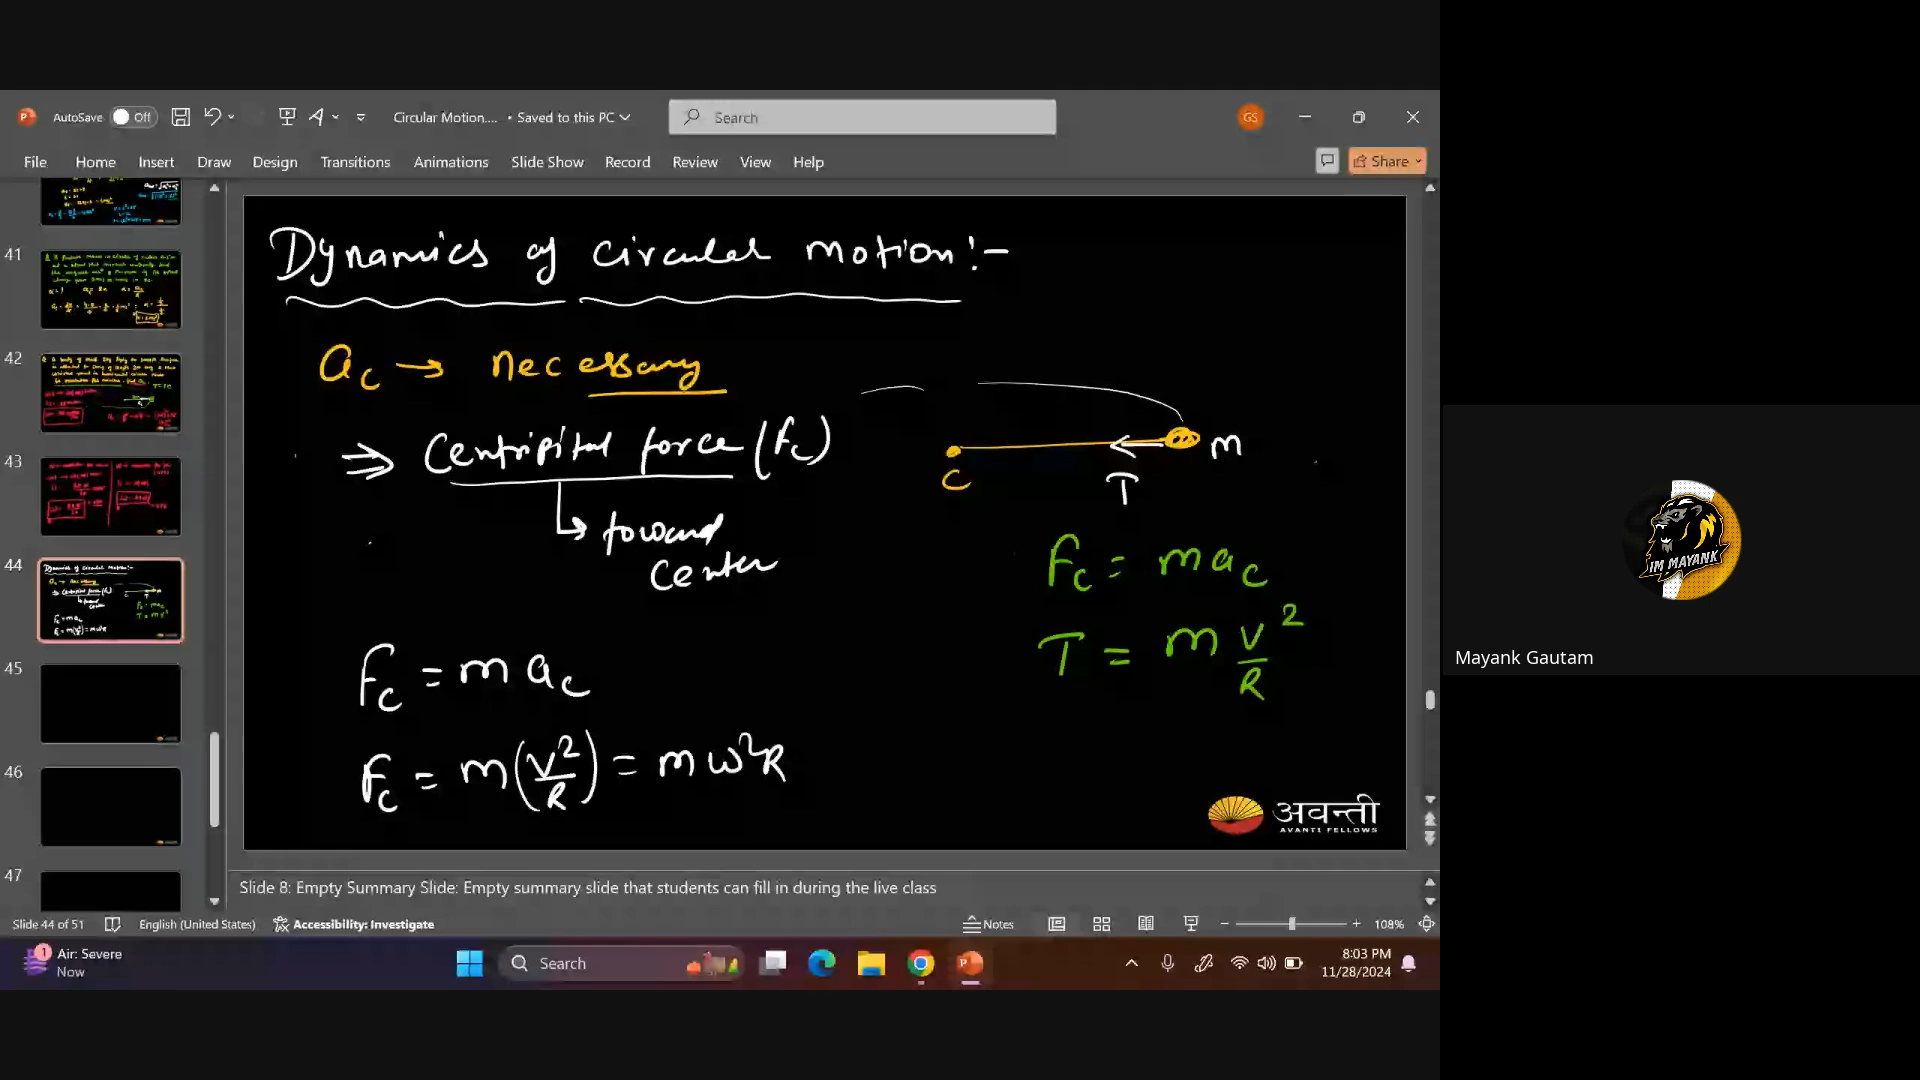 AutoSave Off Circular Motion.... • Saved to this PC Search GS
File Home Insert Draw Design Transitions Animations Slide Show Record Review View Help Share
41
42
43
44
45
46
47
Dynamics of circular motion:-
ac → necessary
⇒ Centripital force (fc)
↳ toward
center
C T m
Fc = mac
T = m v²/R
Fc = m ac
Fc = m(v²/R) = mω²R
अवन्ती
AVANTI FELLOWS
IM MAYANK
Mayank Gautam
Slide 8: Empty Summary Slide: Empty summary slide that students can fill in during the live class
Slide 44 of 51 English (United States) Accessibility: Investigate Notes 108%
1 Air: Severe
Now
Search
8:03 PM
11/28/2024